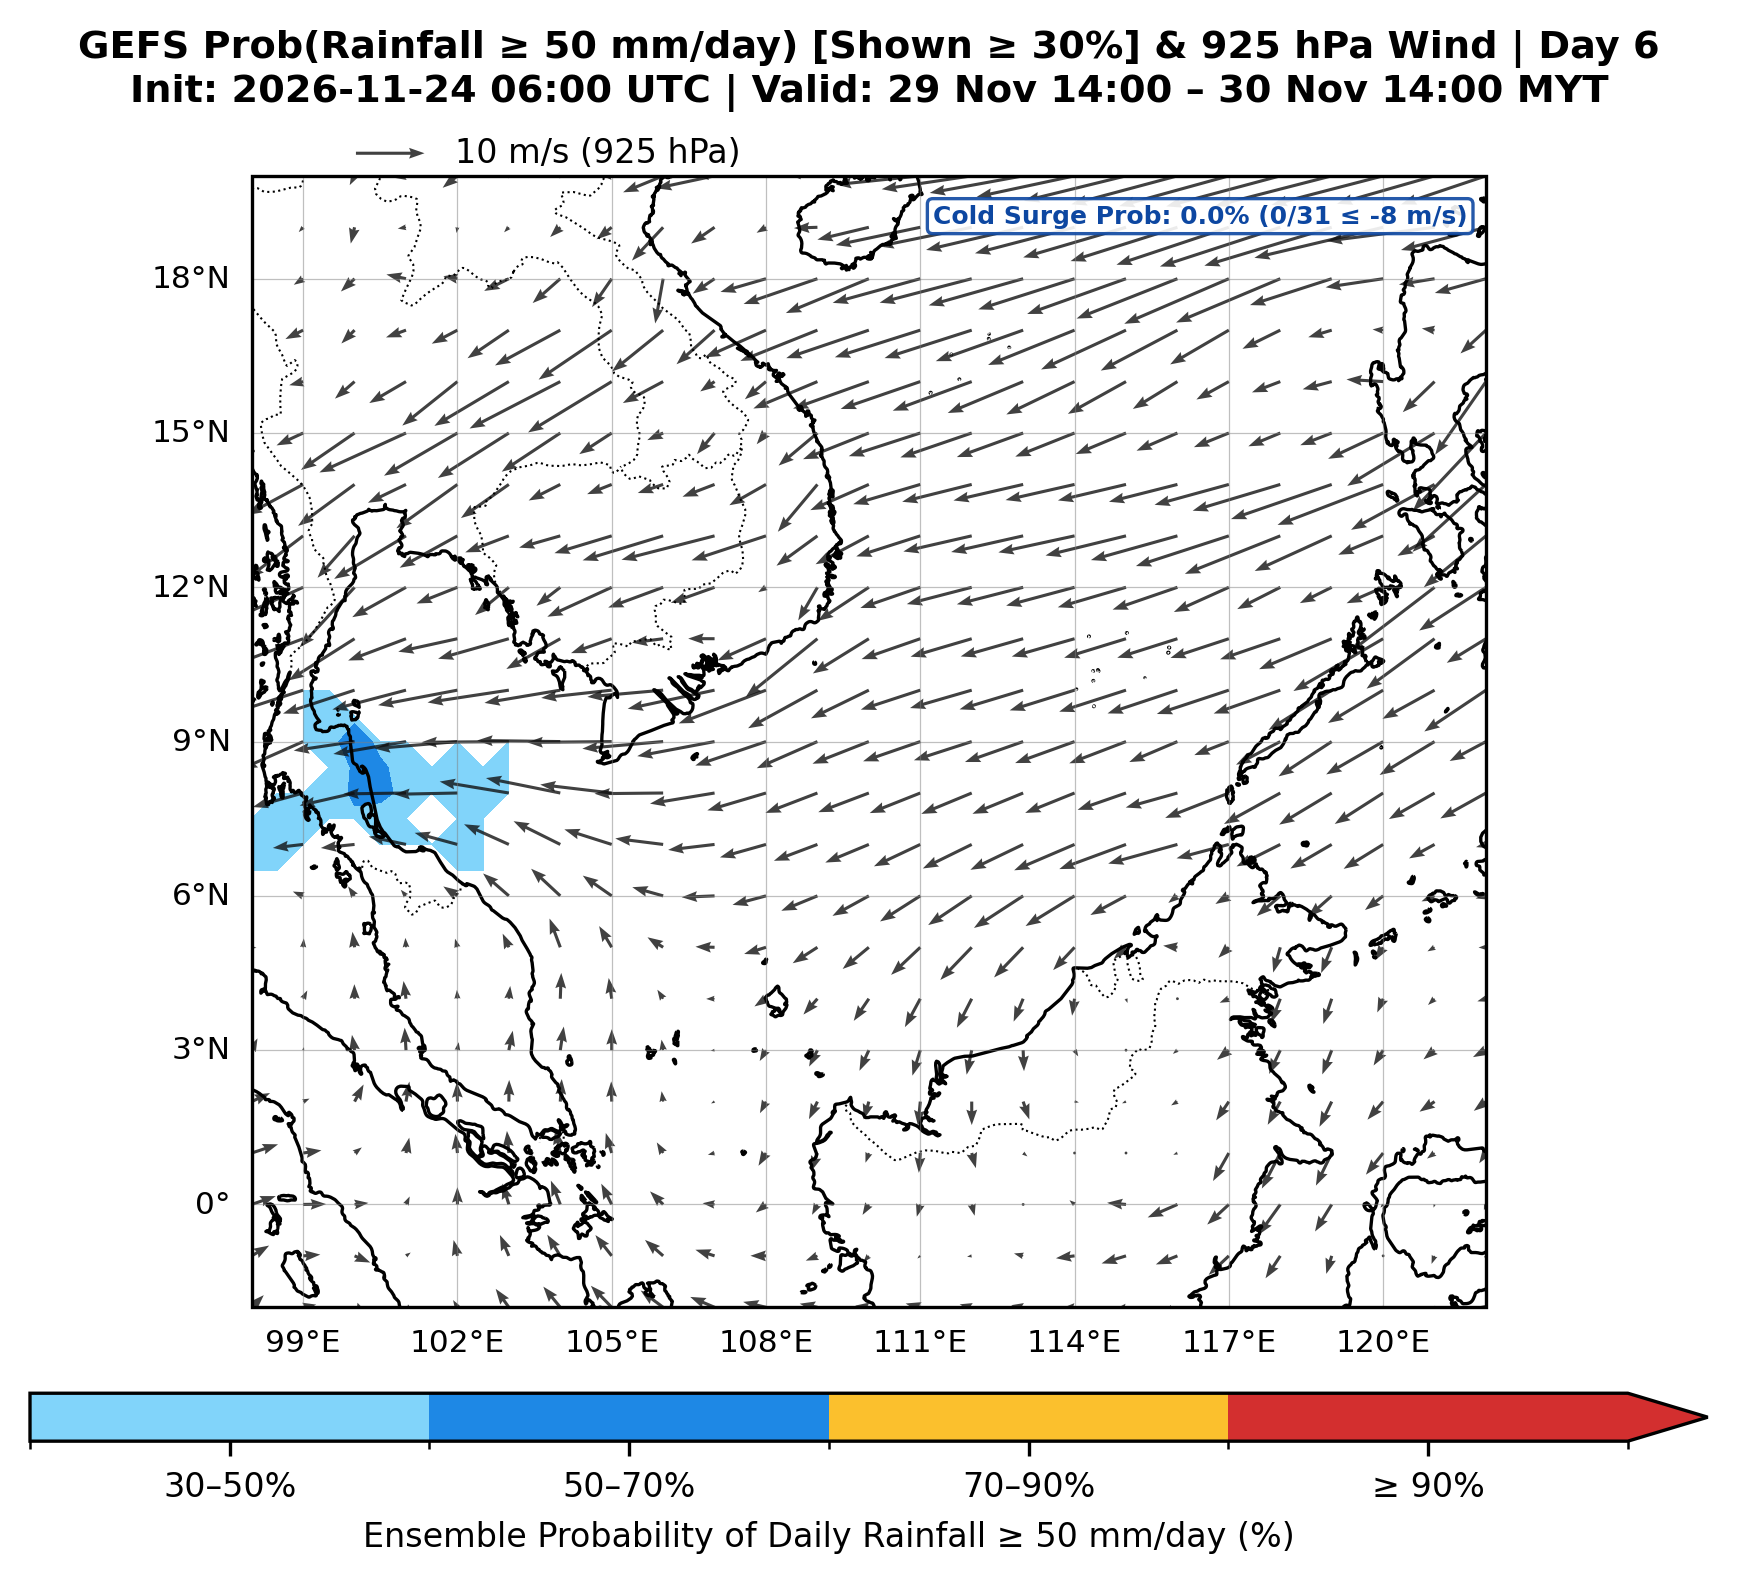 GEFS Prob(Rainfall ≥ 50 mm/day) [Shown ≥ 30%] & 925 hPa Wind | Day 6
Init: 2026-11-24 06:00 UTC | Valid: 29 Nov 14:00 – 30 Nov 14:00 MYT
10 m/s (925 hPa)
Cold Surge Prob: 0.0% (0/31 ≤ -8 m/s)
18°N
15°N
12°N
9°N
6°N
3°N
0°
99°E 102°E 105°E 108°E 111°E 114°E 117°E 120°E
30–50% 50–70% 70–90% ≥ 90%
Ensemble Probability of Daily Rainfall ≥ 50 mm/day (%)